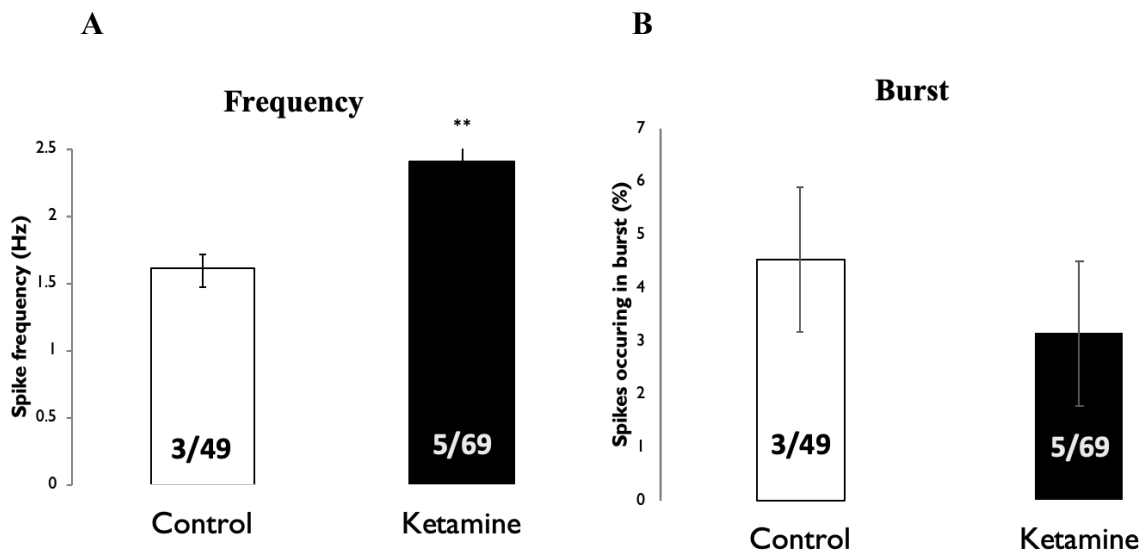 A
Frequency
**
Spike frequency (Hz)
2.5
2
1.5
1
0.5
0
3/49
5/69
Control
Ketamine
B
Burst
Spikes occuring in burst (%)
7
6
5
4
3
2
1
0
3/49
5/69
Control
Ketamine